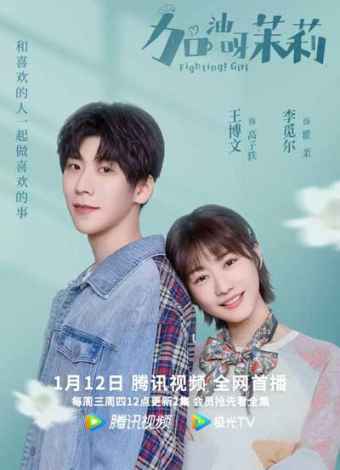 加油呀茉莉
Fighting! Girl
和喜欢的人一起做喜欢的事
王博文
饰 高子轶
李觅尔
饰 雅茉
1月12日 腾讯视频 全网首播
每周三周四12点更新2集 会员抢先看全集
腾讯视频
极光TV